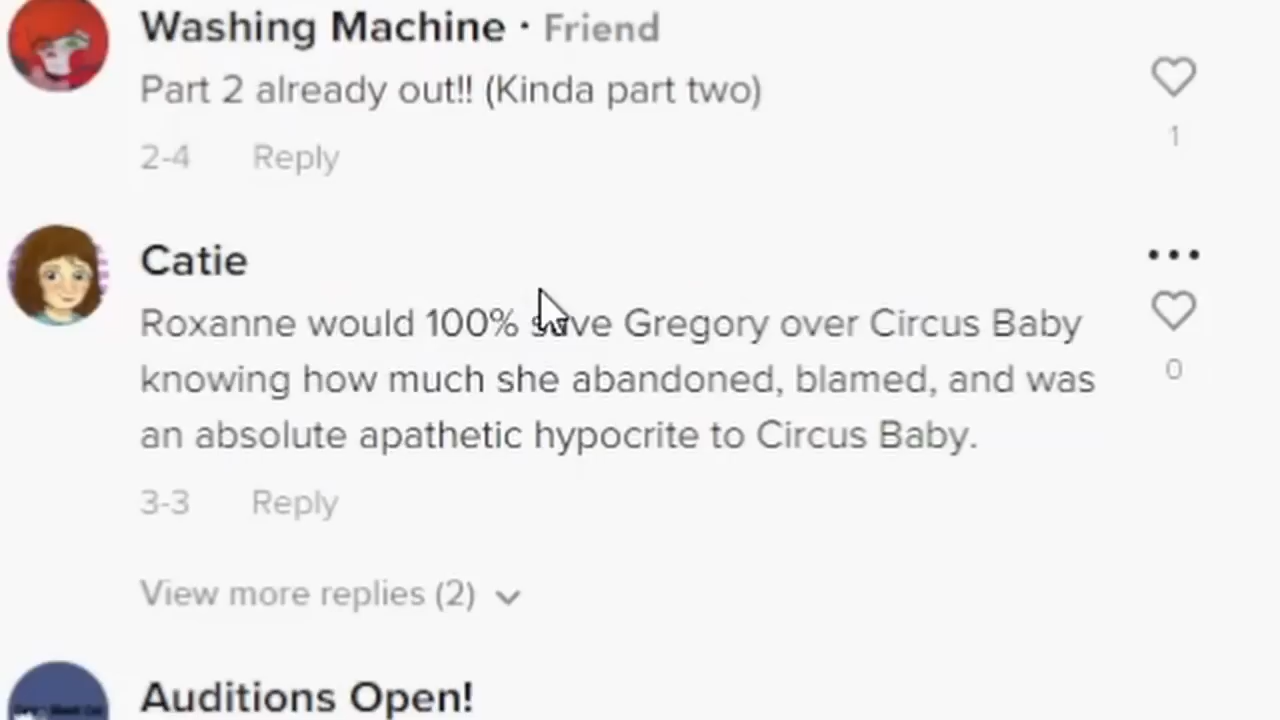 Washing Machine · Friend
Part 2 already out!! (Kinda part two)
1
2-4 Reply
Catie
Roxanne would 100% save Gregory over Circus Baby
knowing how much she abandoned, blamed, and was
0
an absolute apathetic hypocrite to Circus Baby.
3-3 Reply
View more replies (2)
Auditions Open!